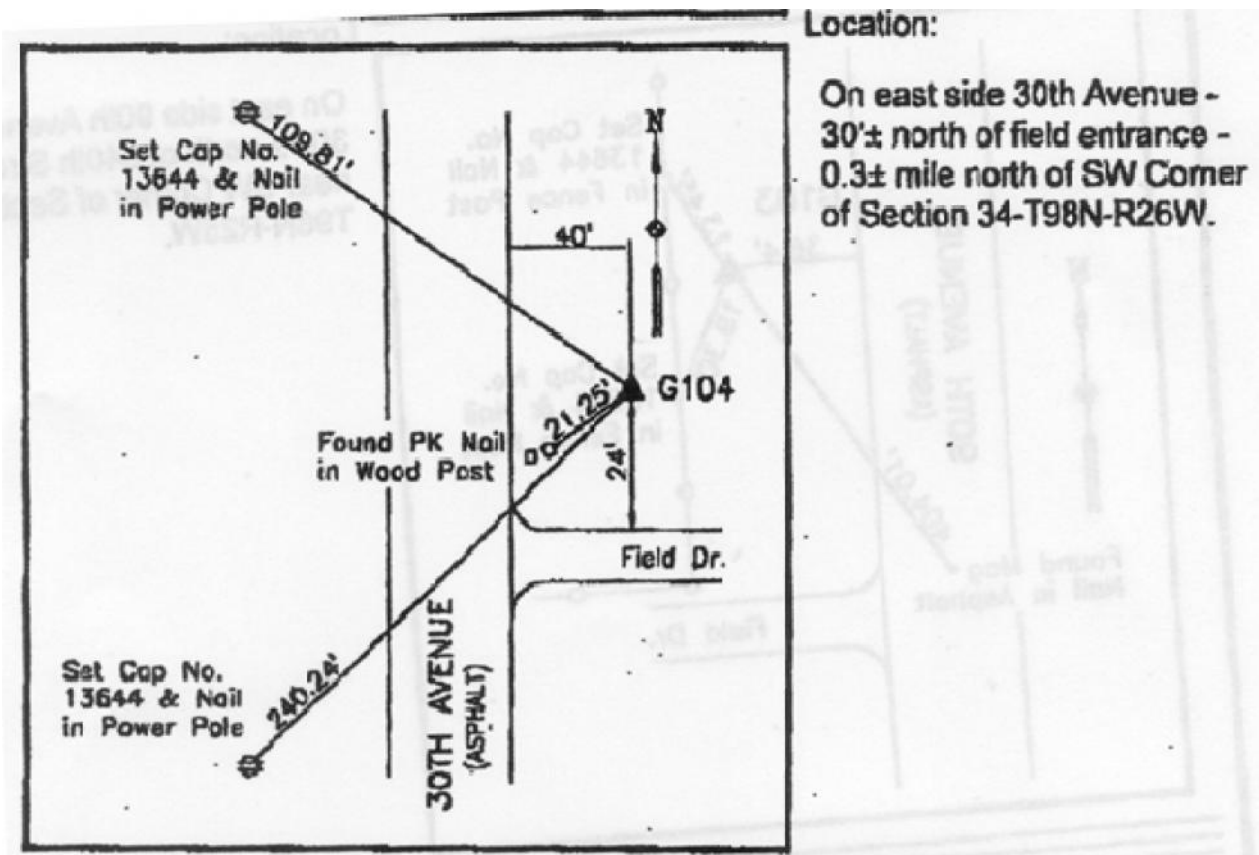 Location:
On east side 30th Avenue -
30'± north of field entrance -
0.3± mile north of SW Corner
of Section 34-T98N-R26W.
109.81'
Set Cap No.
13644 & Nail
in Power Pole
N
40'
G104
21.25'
Found PK Nail
in Wood Post
24'
Field Dr.
30TH AVENUE
(ASPHALT)
Set Cap No.
13644 & Nail
in Power Pole
240.24'